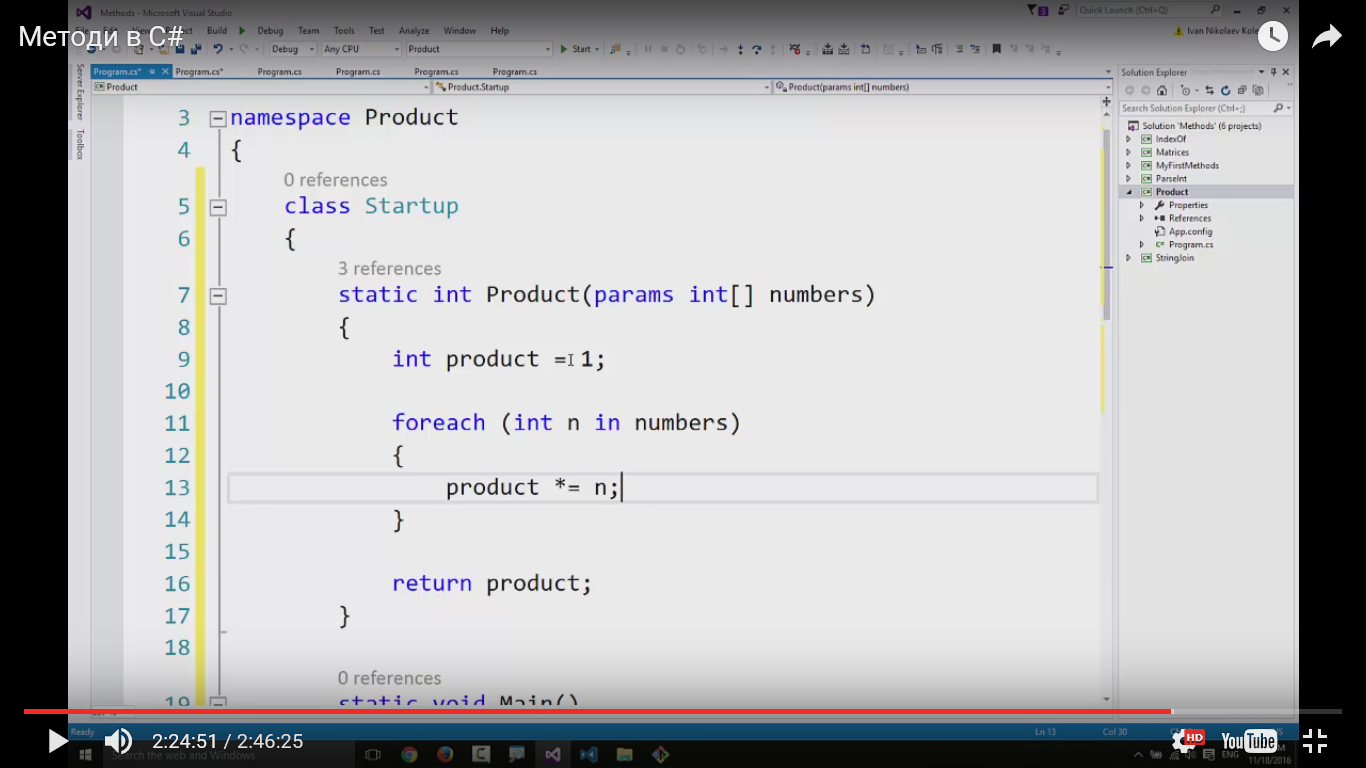 Methods - Microsoft Visual Studio
Quick Launch (Ctrl+Q)
Методи в C#
Build Debug Team Tools Test Analyze Window Help
Debug Any CPU Product Start
Program.cs* Program.cs* Program.cs Program.cs Program.cs Program.cs
Product Product.Startup Product(params int[] numbers)
Server Explorer
Toolbox
3 namespace Product
4 {
0 references
5 class Startup
6 {
3 references
7 static int Product(params int[] numbers)
8 {
9 int product = 1;
10
11 foreach (int n in numbers)
12 {
13 product *= n;
14 }
15
16 return product;
17 }
18
0 references
19 static void Main()
Solution Explorer
Search Solution Explorer (Ctrl+;)
Solution 'Methods' (6 projects)
IndexOf
Matrices
MyFirstMethods
ParseInt
Product
Properties
References
App.config
Program.cs
StringJoin
Ready Ln 13 Col 30
2:24:51 / 2:46:25
HD
YouTube
Search the web and Windows
ENG
11/18/2016